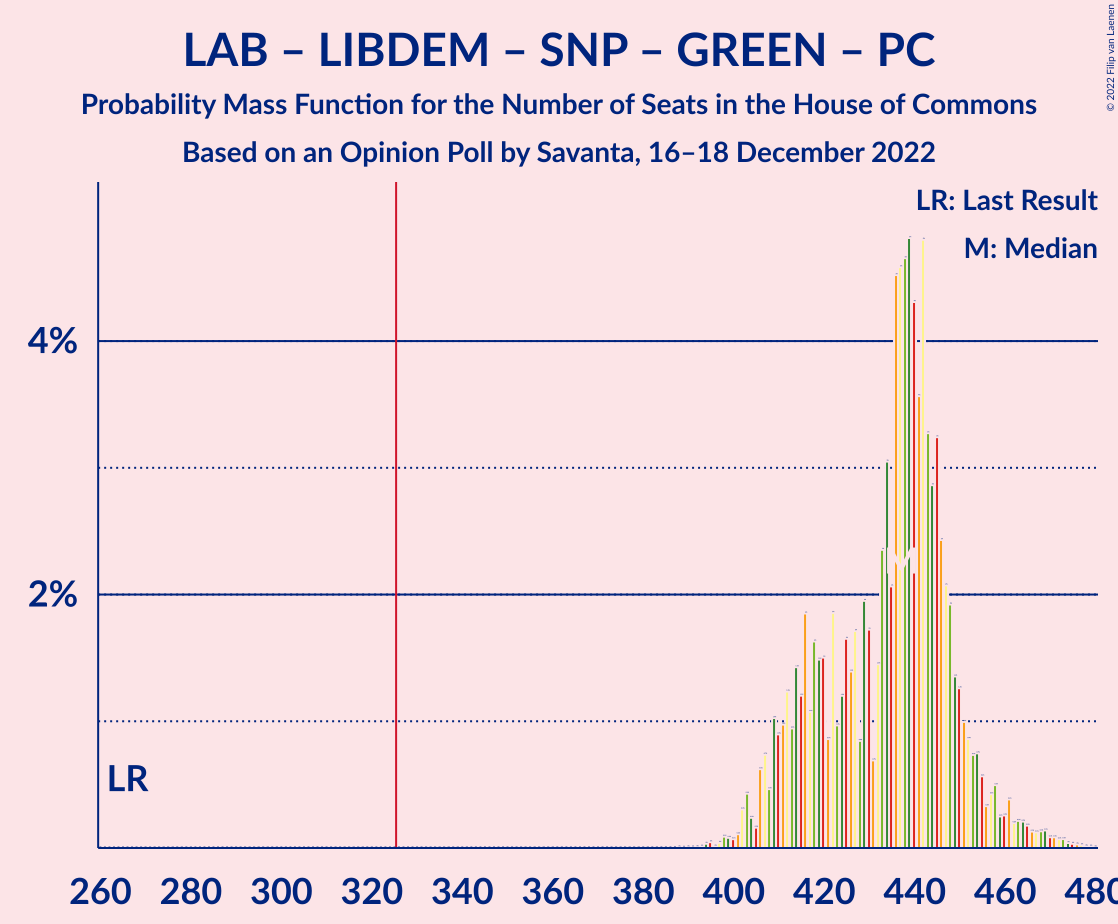 LAB – LIBDEM – SNP – GREEN – PC
Probability Mass Function for the Number of Seats in the House of Commons
Based on an Opinion Poll by Savanta, 16–18 December 2022
© 2022 Filip van Laenen
LR: Last Result
M: Median
4%
2%
M
LR
260 280 300 320 340 360 380 400 420 440 460 480